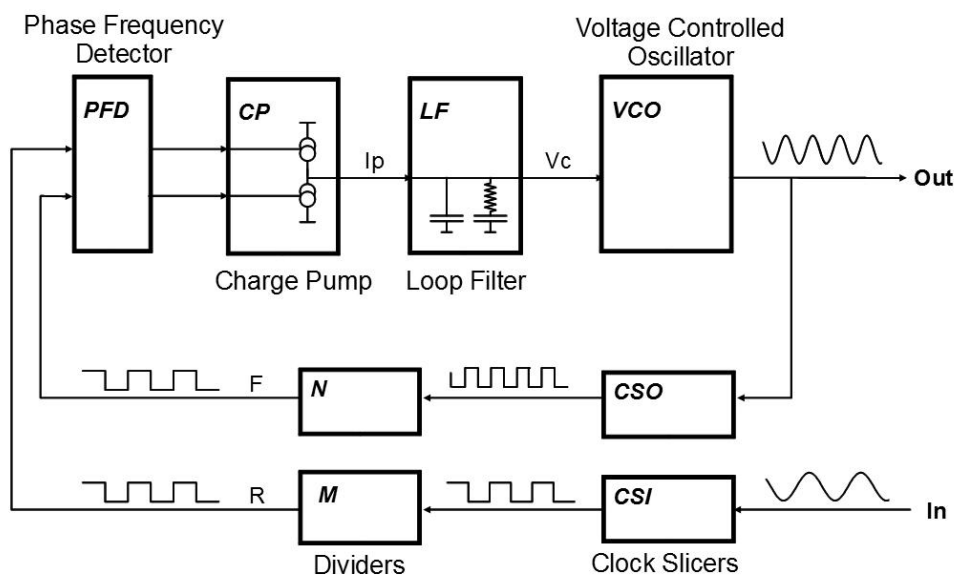 Phase Frequency
Detector
Voltage Controlled
Oscillator
PFD
CP
LF
VCO
Ip
Vc
Out
Charge Pump
Loop Filter
F
N
CSO
R
M
CSI
In
Dividers
Clock Slicers